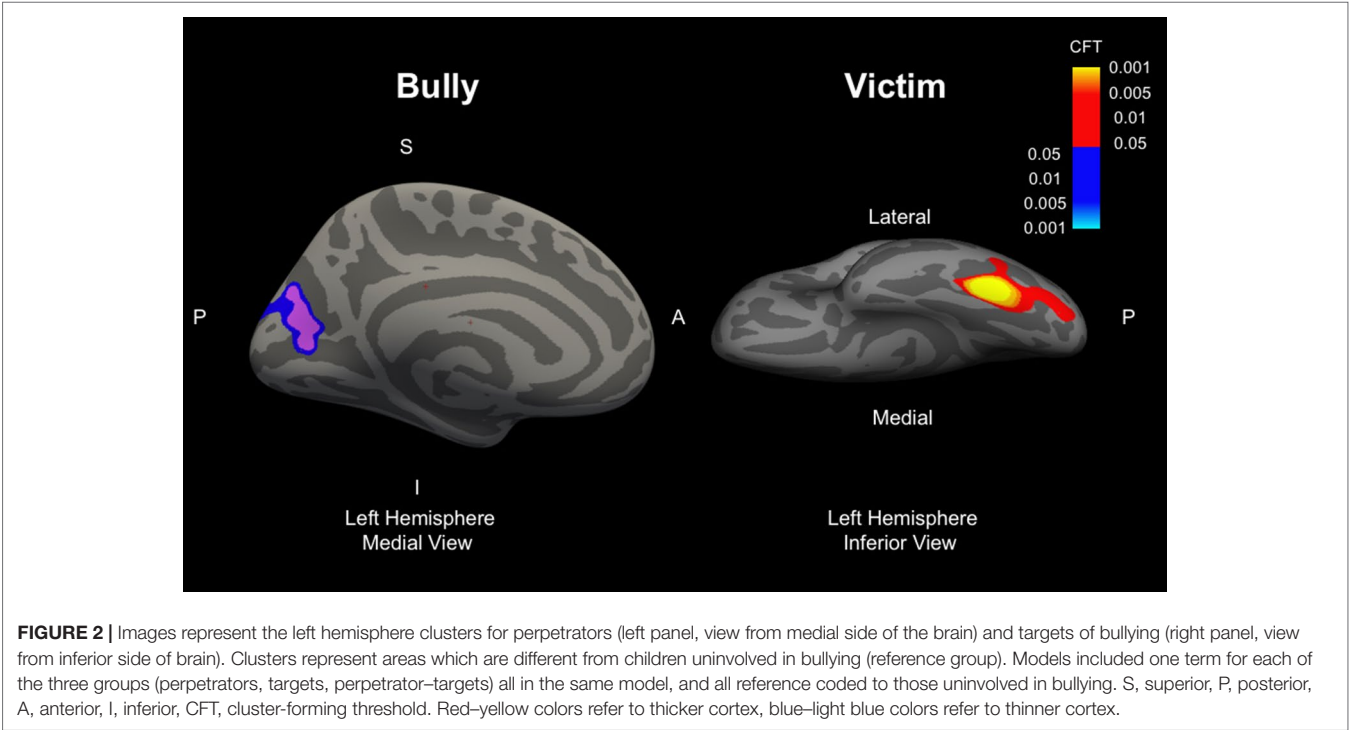 CFT
Bully
Victim
0.001
0.005
0.01
0.05
0.05
0.01
0.005
0.001
S
Lateral
P
A
P
Medial
I
Left Hemisphere
Medial View
Left Hemisphere
Inferior View
FIGURE 2 | Images represent the left hemisphere clusters for perpetrators (left panel, view from medial side of the brain) and targets of bullying (right panel, view
from inferior side of brain). Clusters represent areas which are different from children uninvolved in bullying (reference group). Models included one term for each of
the three groups (perpetrators, targets, perpetrator–targets) all in the same model, and all reference coded to those uninvolved in bullying. S, superior, P, posterior,
A, anterior, I, inferior, CFT, cluster-forming threshold. Red–yellow colors refer to thicker cortex, blue–light blue colors refer to thinner cortex.